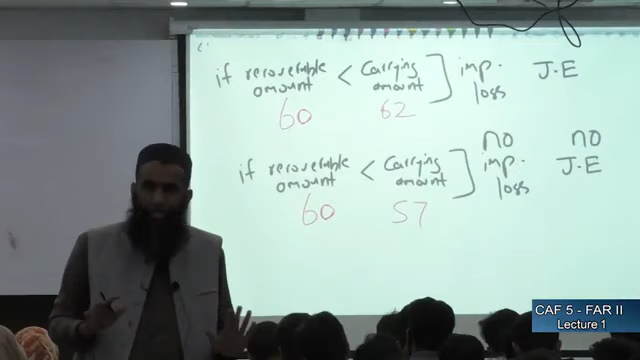 if recoverable < Carrying ] imp. J.E
amount amount loss
60 62
no no
if recoverable < Carrying ] imp. J.E
amount amount loss
60 57
CAF 5 - FAR II
Lecture 1